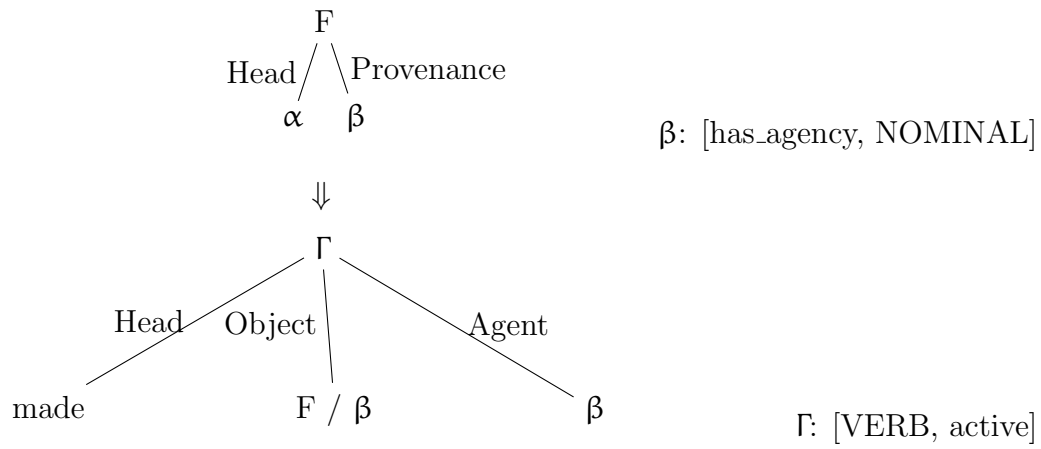 F
Head Provenance
α β
β: [has_agency, NOMINAL]
⇓
Γ
Head Object Agent
made F / β β
Γ: [VERB, active]